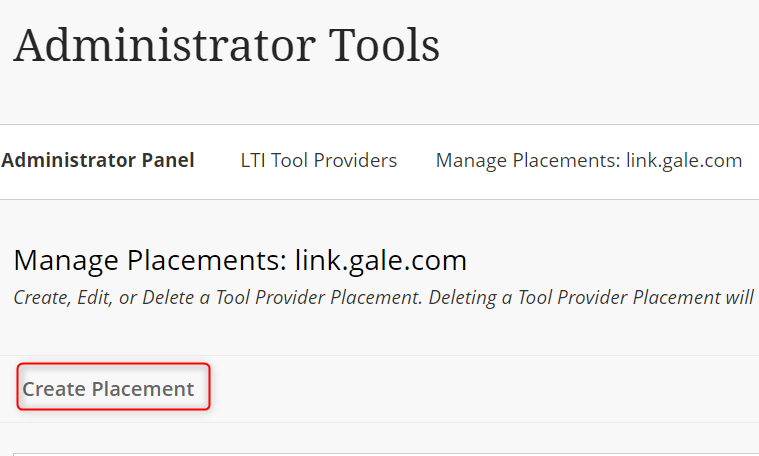 Administrator Tools
Administrator Panel LTI Tool Providers Manage Placements: link.gale.com
Manage Placements: link.gale.com
Create, Edit, or Delete a Tool Provider Placement. Deleting a Tool Provider Placement will
Create Placement